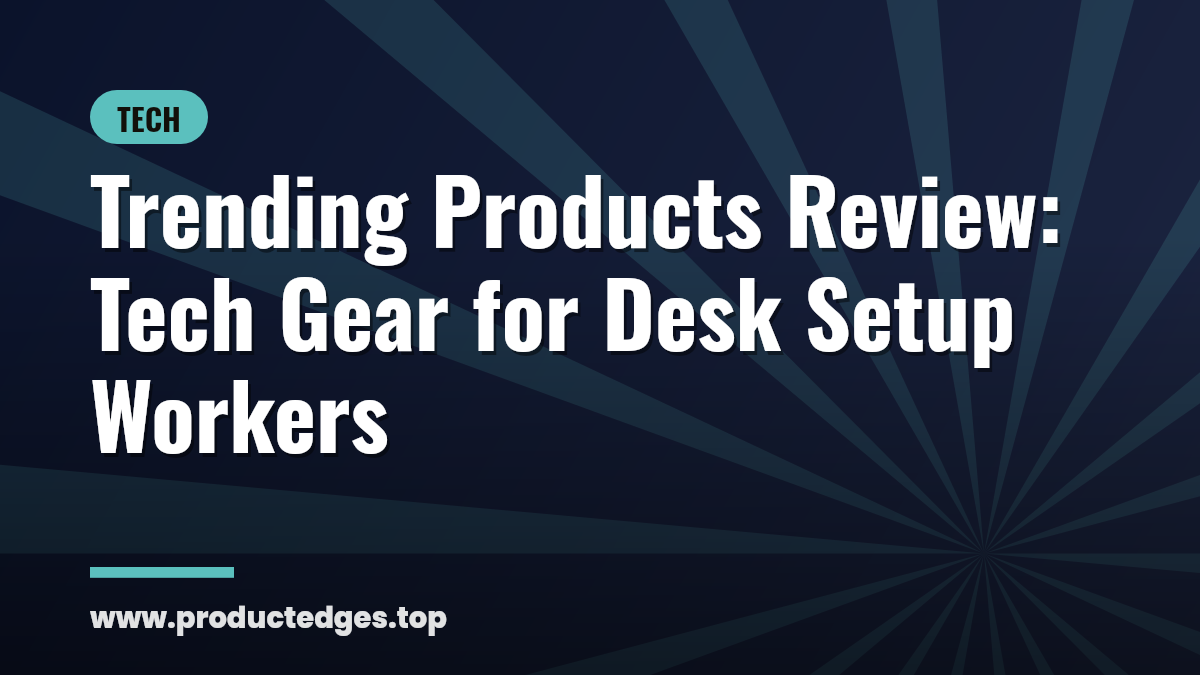 TECH
Trending Products Review:
Tech Gear for Desk Setup
Workers
www.productedges.top